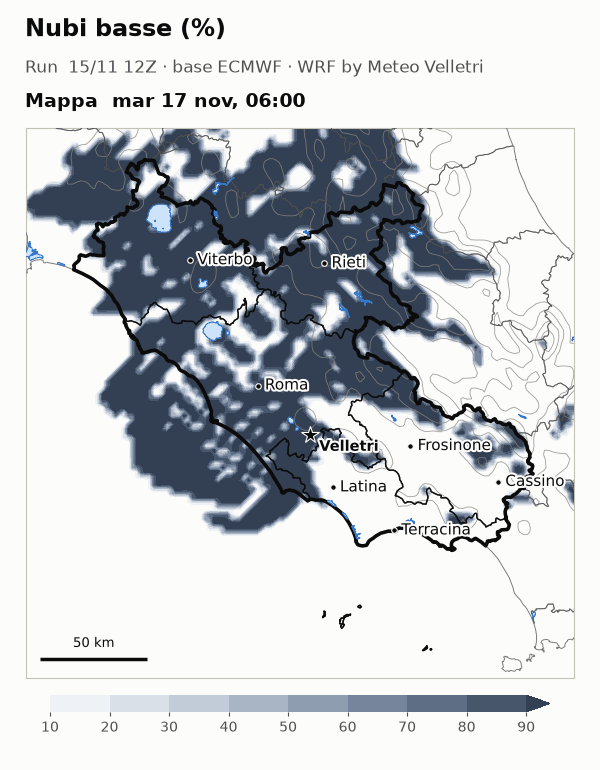 Nubi basse (%)
Run  15/11 12Z · base ECMWF · WRF by Meteo Velletri
Mappa  mar 17 nov, 06:00
Viterbo
Rieti
Roma
Velletri
Frosinone
Cassino
Latina
Terracina
50 km
10 20 30 40 50 60 70 80 90